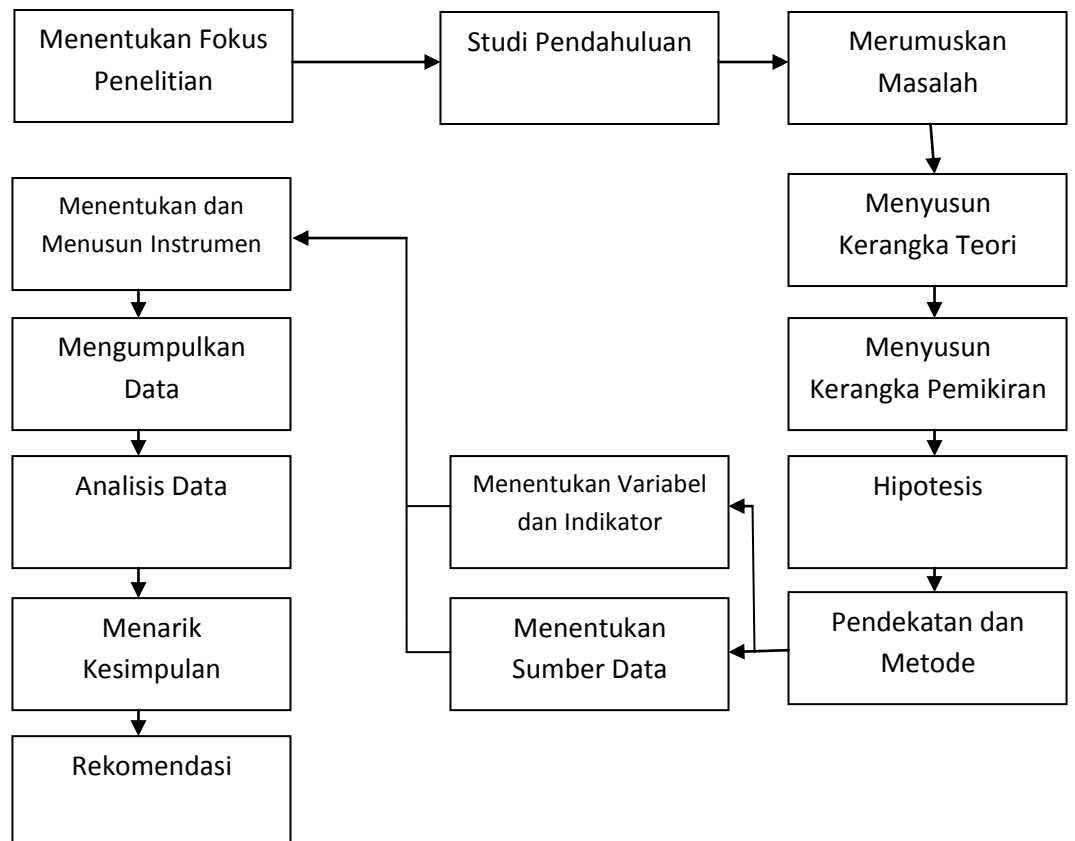 Menentukan Fokus
Penelitian
Studi Pendahuluan
Merumuskan
Masalah
Menyusun
Kerangka Teori
Menyusun
Kerangka Pemikiran
Hipotesis
Pendekatan dan
Metode
Menentukan Variabel
dan Indikator
Menentukan
Sumber Data
Menentukan dan
Menusun Instrumen
Mengumpulkan
Data
Analisis Data
Menarik
Kesimpulan
Rekomendasi